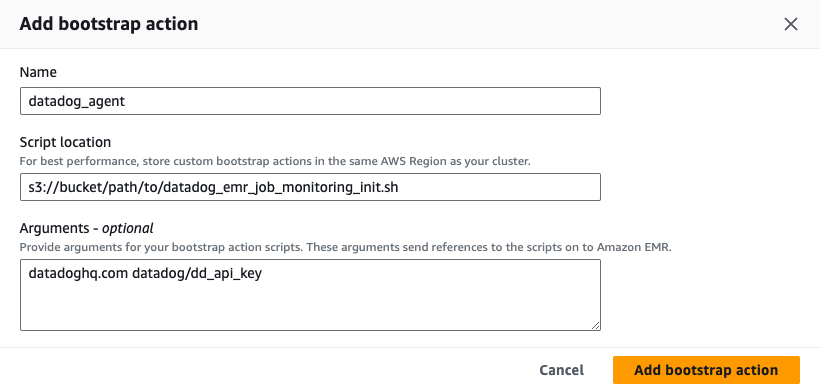 Add bootstrap action
Name
datadog_agent
Script location
For best performance, store custom bootstrap actions in the same AWS Region as your cluster.
s3://bucket/path/to/datadog_emr_job_monitoring_init.sh
Arguments - optional
Provide arguments for your bootstrap action scripts. These arguments send references to the scripts on to Amazon EMR.
datadoghq.com datadog/dd_api_key
Cancel
Add bootstrap action